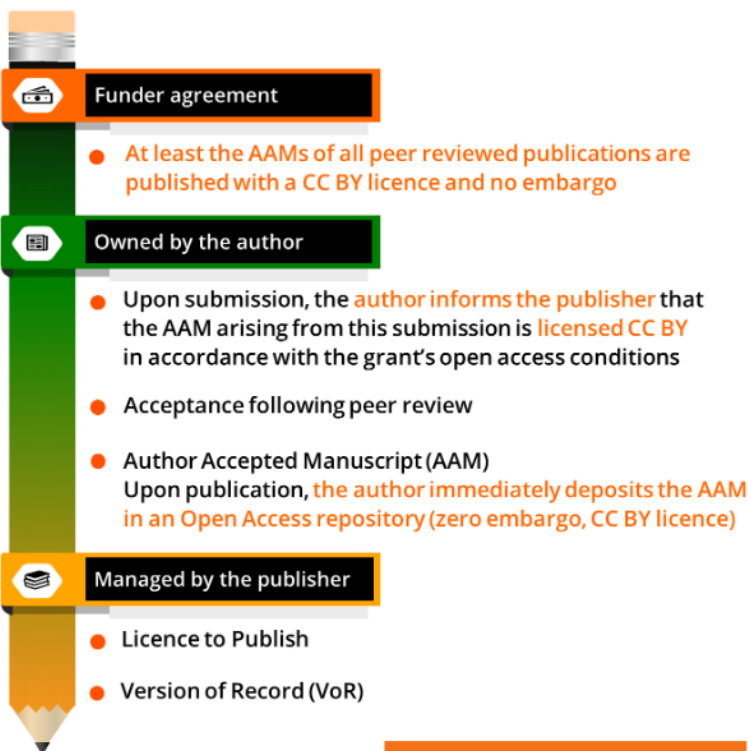 Funder agreement
At least the AAMs of all peer reviewed publications are
published with a CC BY licence and no embargo
Owned by the author
Upon submission, the author informs the publisher that
the AAM arising from this submission is licensed CC BY
in accordance with the grant's open access conditions
Acceptance following peer review
Author Accepted Manuscript (AAM)
Upon publication, the author immediately deposits the AAM
in an Open Access repository (zero embargo, CC BY licence)
Managed by the publisher
Licence to Publish
Version of Record (VoR)